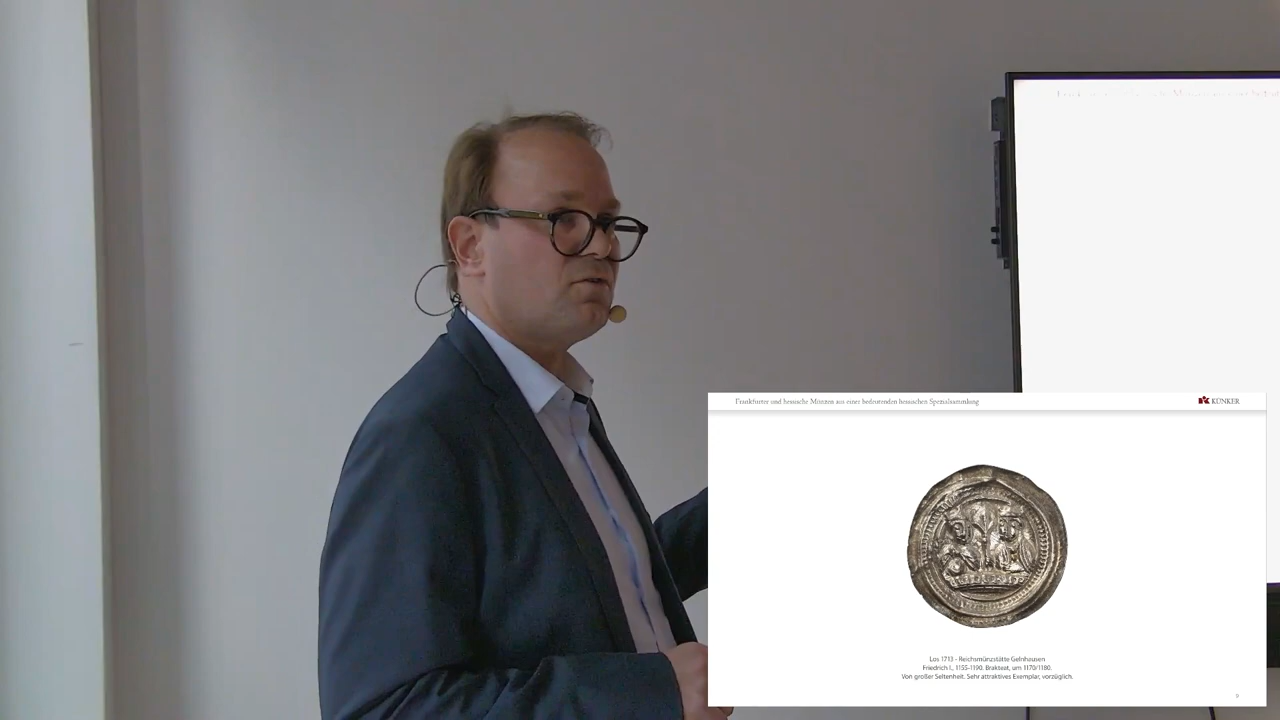 Frankfurter und hessische Münzen aus einer bedeutenden hessischen Spezialsammlung
KÜNKER
Los 1713 - Reichsmünzstätte Gelnhausen
Friedrich I., 1155-1190. Brakteat, um 1170/1180.
Von großer Seltenheit. Sehr attraktives Exemplar, vorzüglich.
9